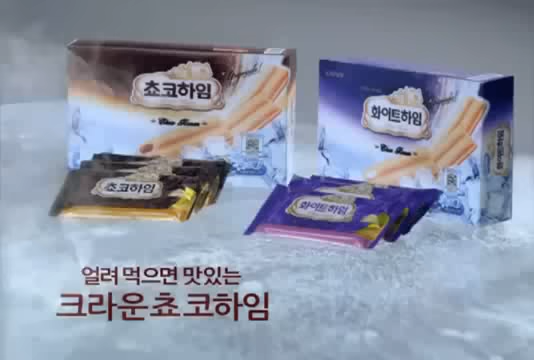 쵸코하임
화이트하임
쵸코하임
화이트하임
얼려 먹으면 맛있는
크라운쵸코하임